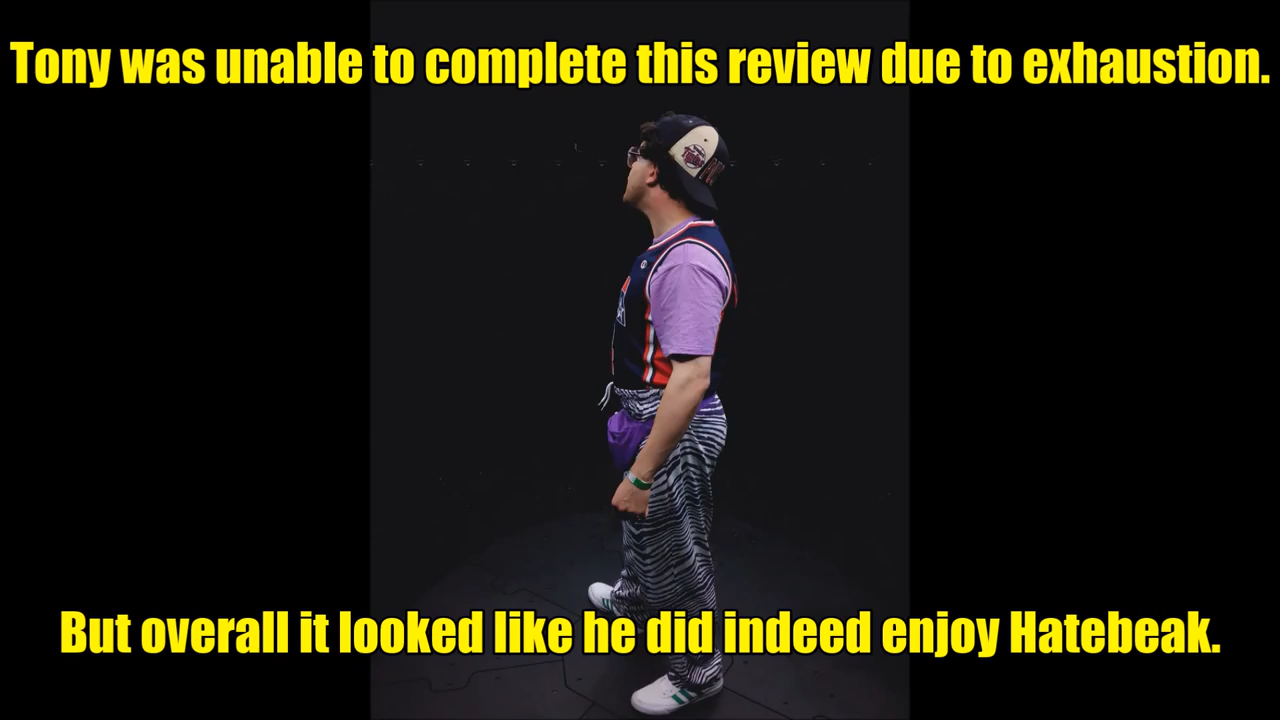 Tony was unable to complete this review due to exhaustion.
Twins
But overall it looked like he did indeed enjoy Hatebeak.